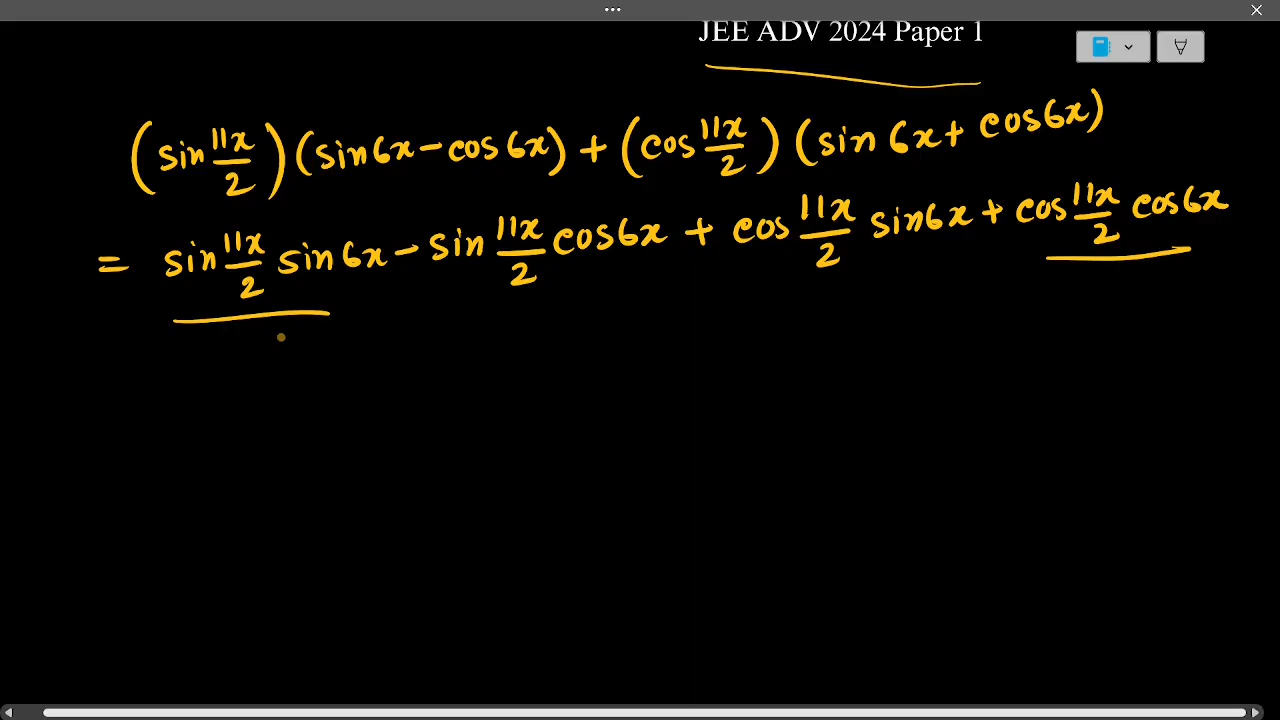 JEE ADV 2024 Paper 1
(sin 11x/2)(sin6x-cos6x)+(cos 11x/2)(sin 6x+ cos6x)
= sin 11x/2 sin6x - sin 11x/2 cos6x + cos 11x/2 sin6x + cos 11x/2 cos6x